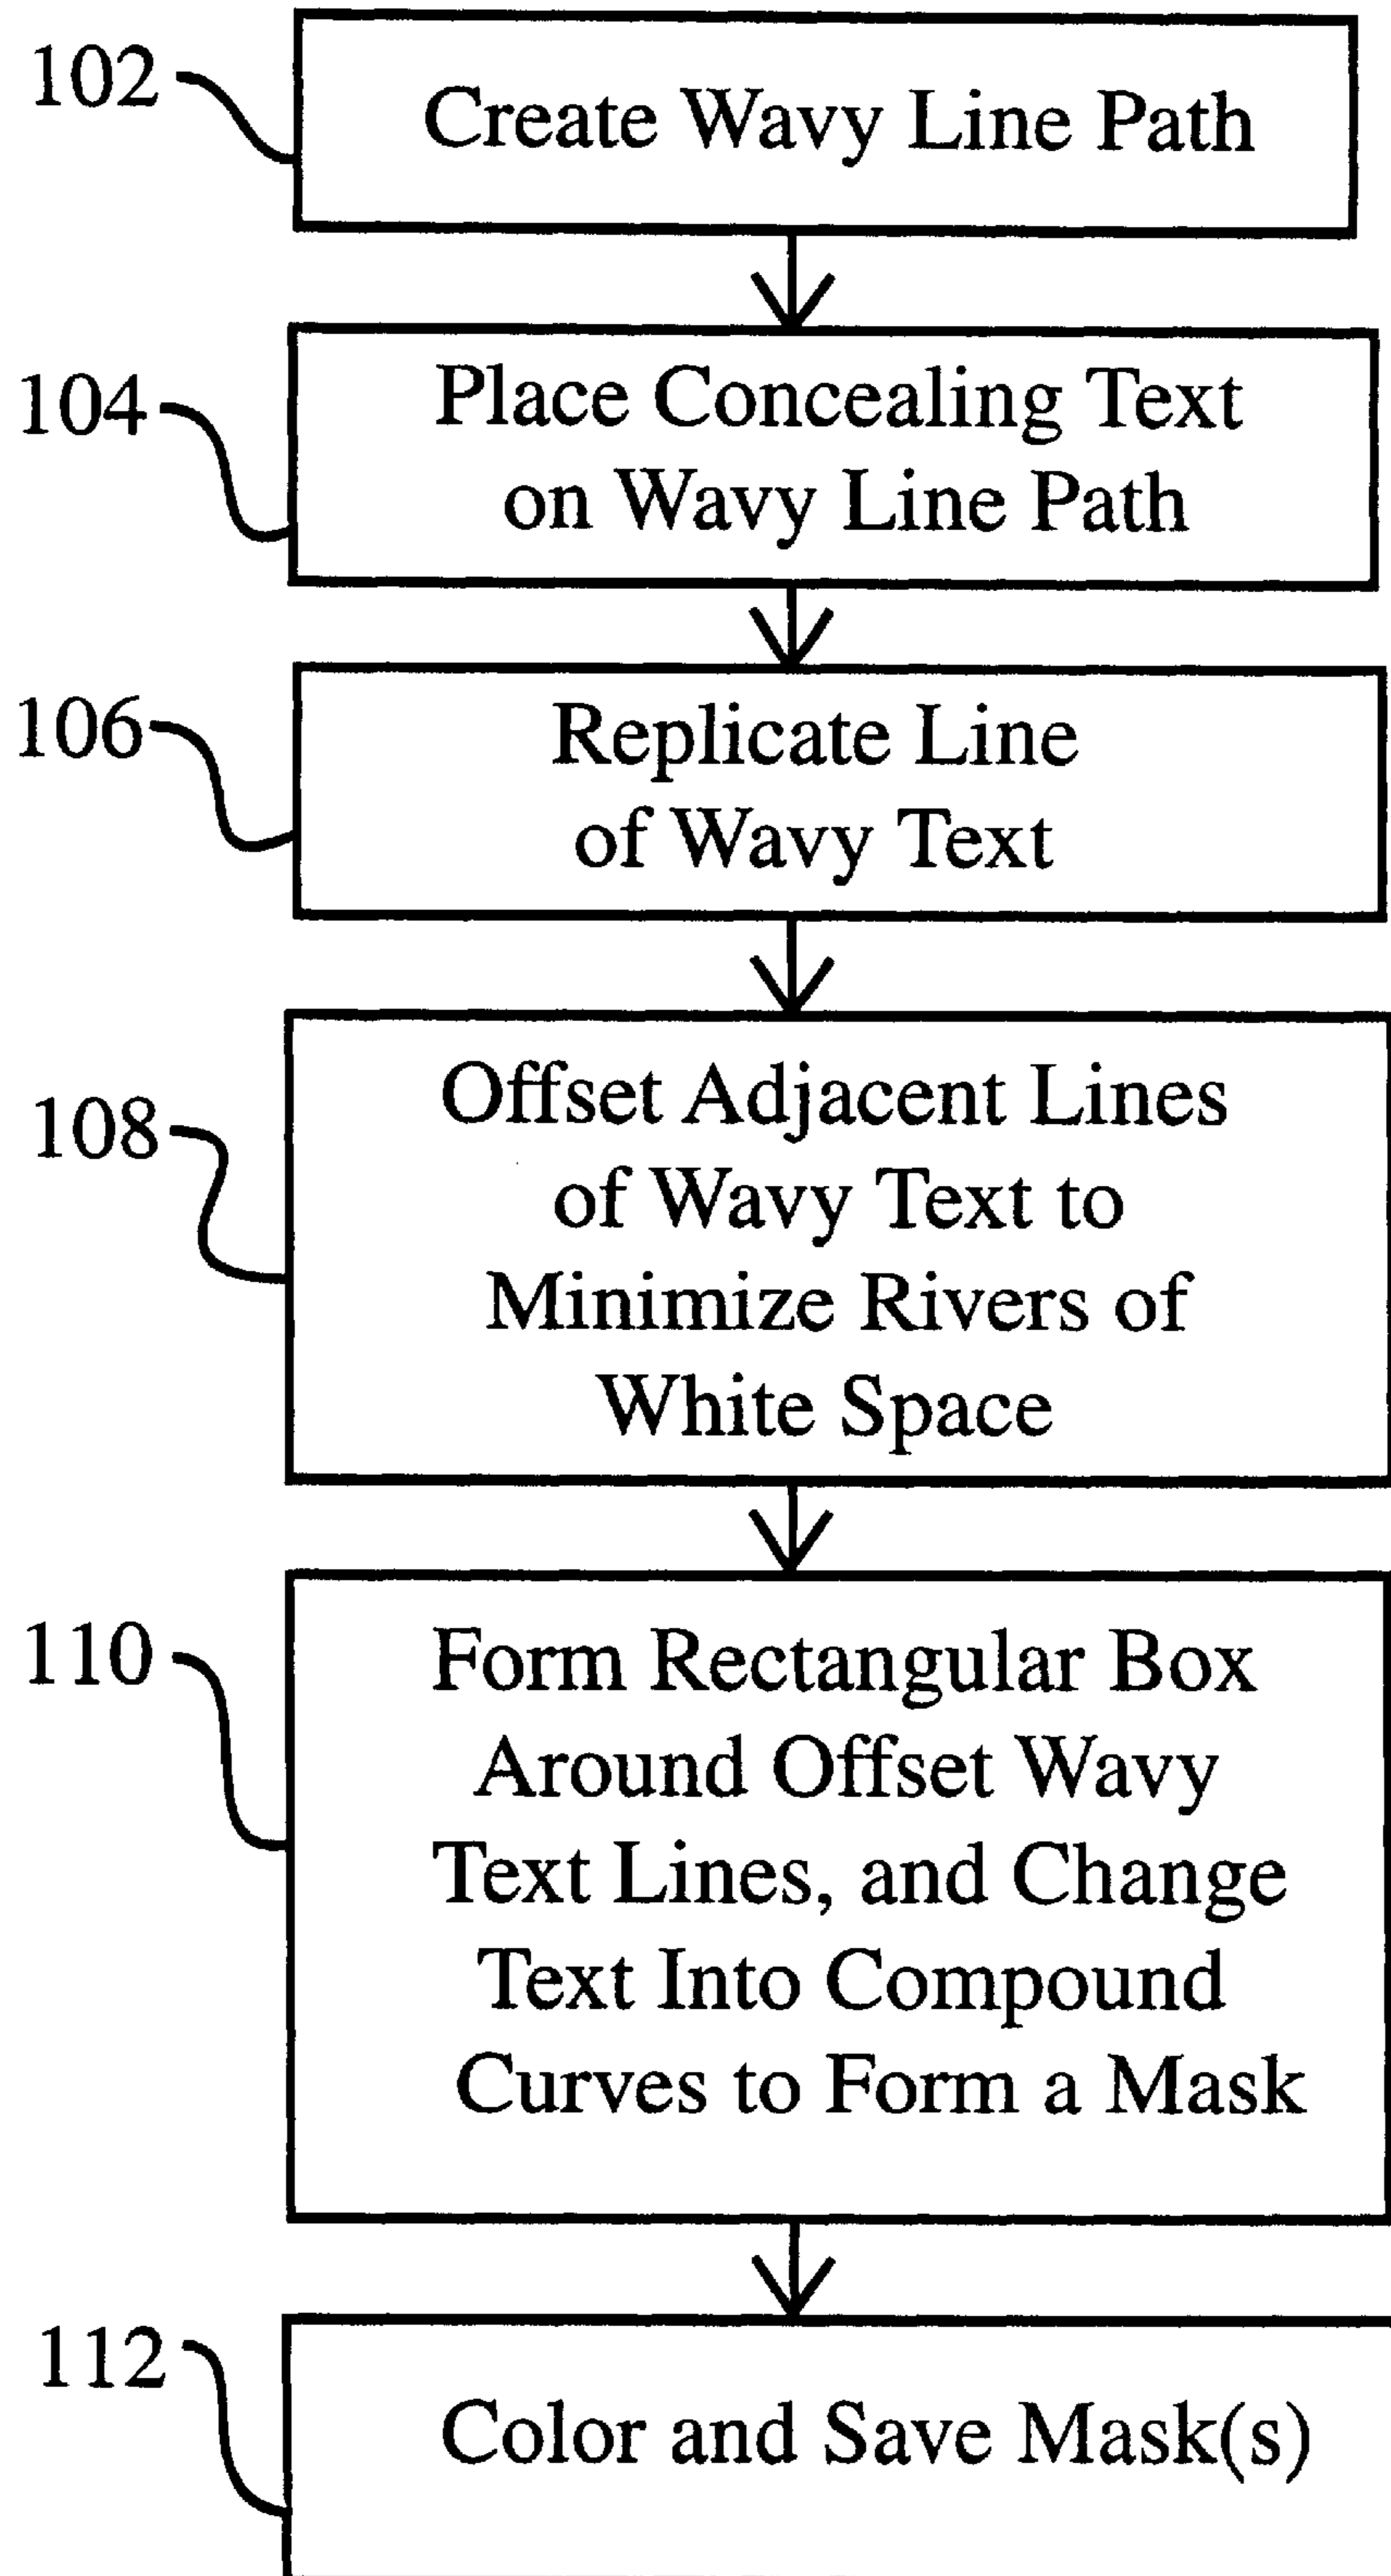 102
Create Wavy Line Path
104
Place Concealing Text
on Wavy Line Path
106
Replicate Line
of Wavy Text
108
Offset Adjacent Lines
of Wavy Text to
Minimize Rivers of
White Space
110
Form Rectangular Box
Around Offset Wavy
Text Lines, and Change
Text Into Compound
Curves to Form a Mask
112
Color and Save Mask(s)